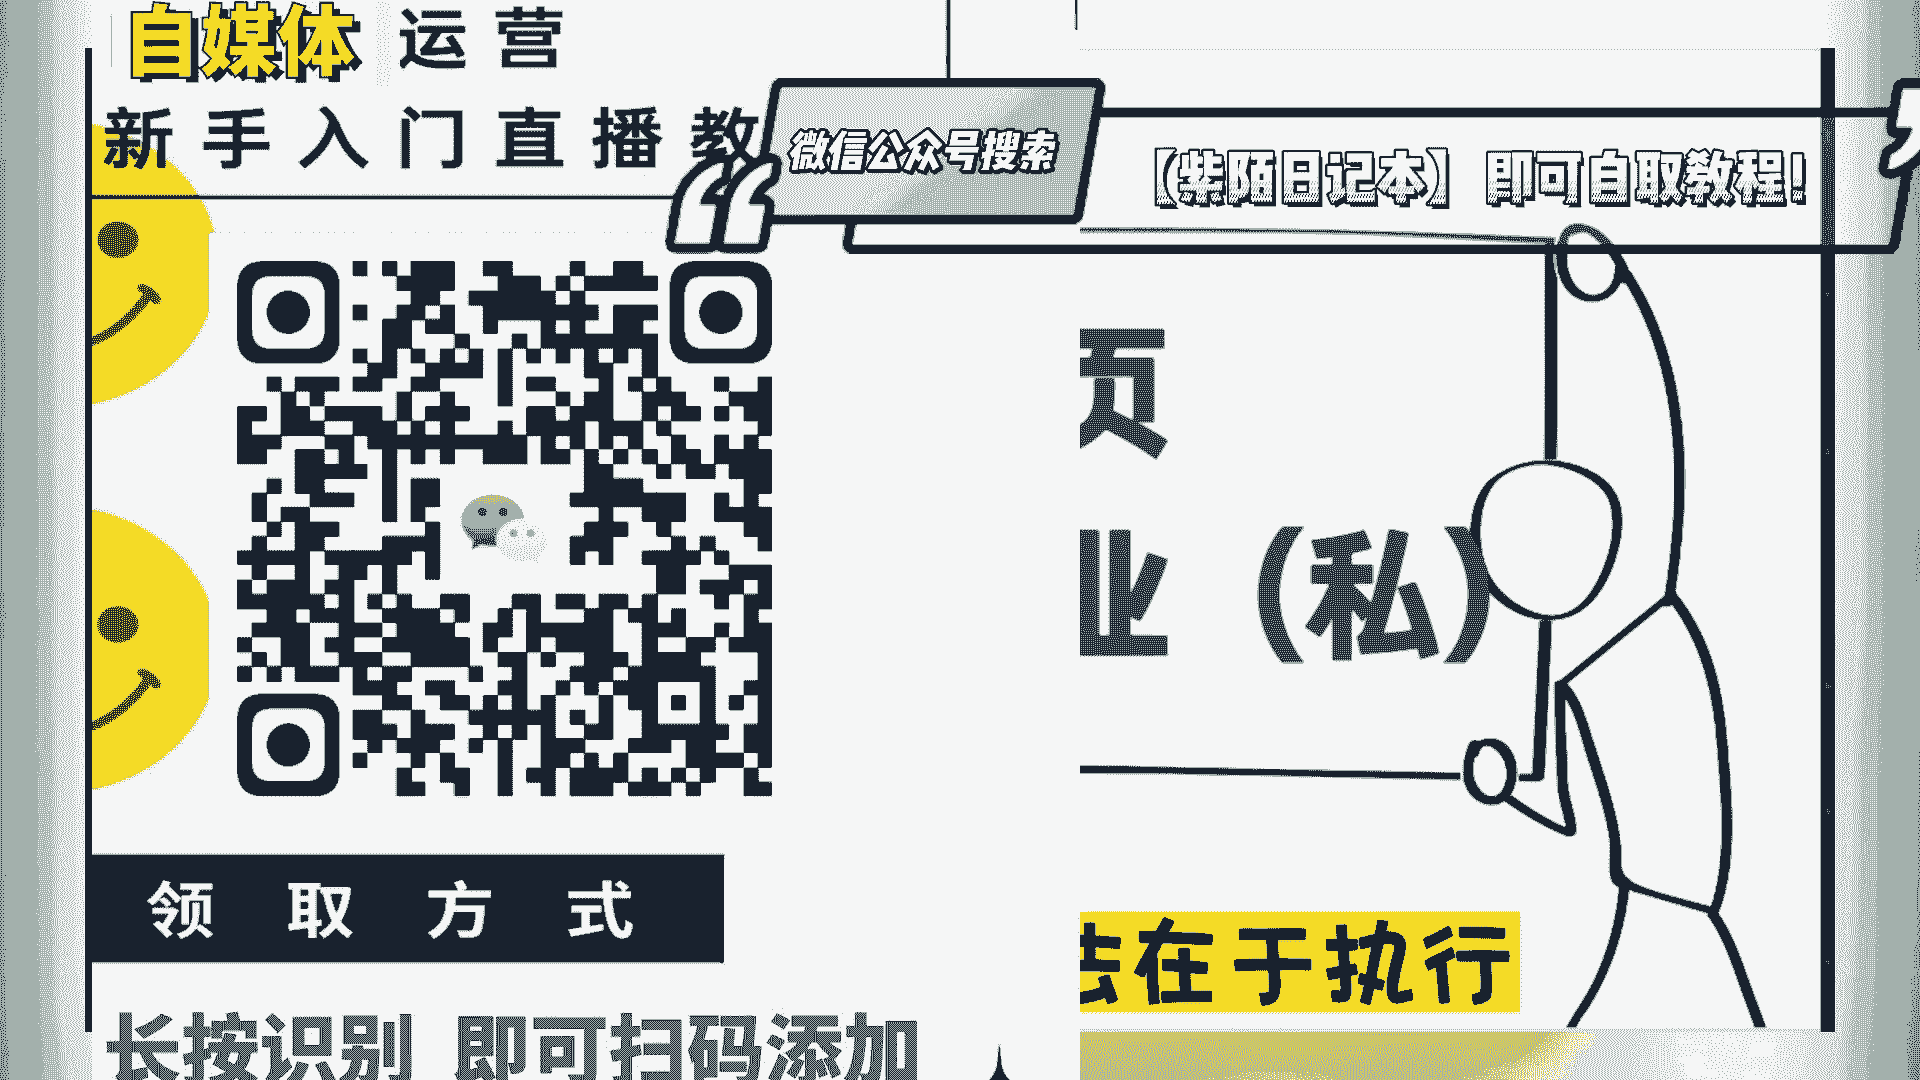 自媒体 运营
新手入门直播教
微信公众号搜索
【紫陌日记本】 即可自取教程!
页
业（私）
领取方式
法在于执行
长按识别 即可扫码添加